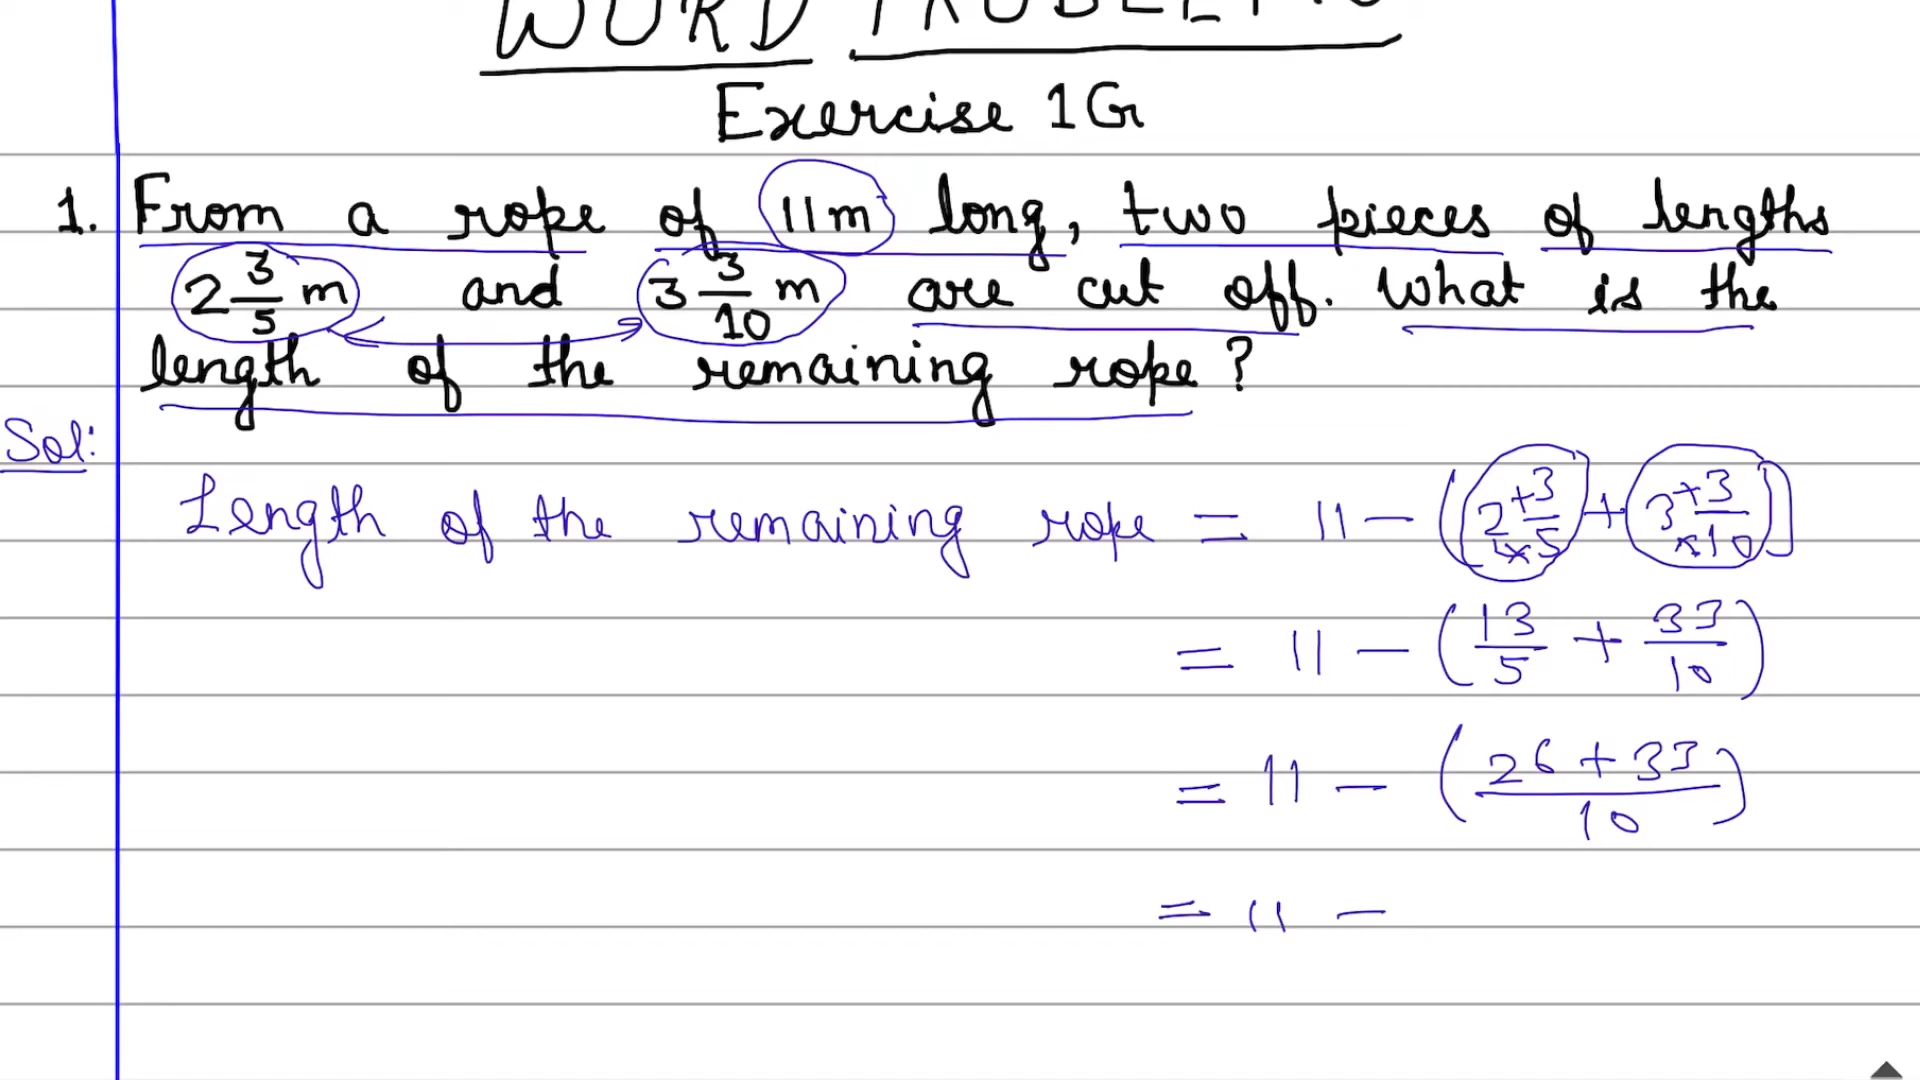 WORD PROBLEMS
Exercise 1G
1. From a rope of 11m long, two pieces of lengths
2 3/5 m and 3 3/10 m are cut off. What is the
length of the remaining rope?
Sol:
Length of the remaining rope = 11 - (2 3/5 + 3 3/10)
= 11 - (13/5 + 33/10)
= 11 - (26 + 33/10)
= 11 -